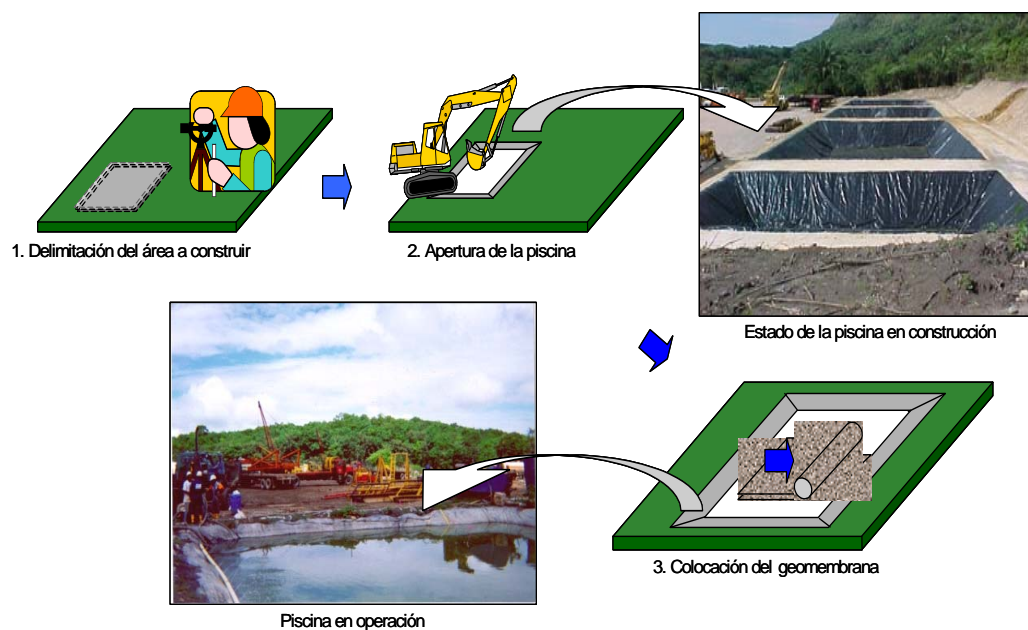 1. Delimitación del área a construir
2. Apertura de la piscina
Estado de la piscina en construcción
3. Colocación del geomembrana
Piscina en operación